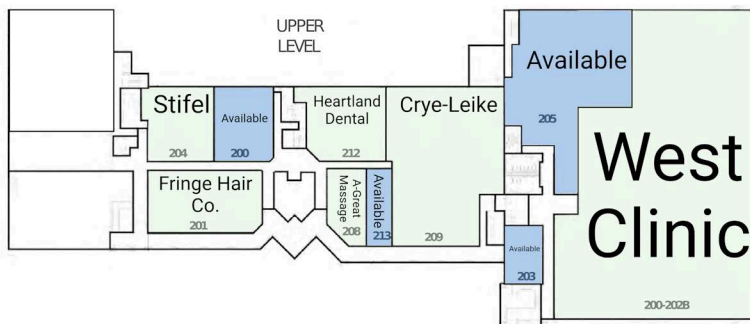 UPPER
LEVEL
Stifel
204
Available
200
Heartland
Dental
212
Crye-Leike
209
Available
205
West
Clinic
200-202B
Fringe Hair
Co.
201
A-Great
Massage
208
Available
213
Available
203